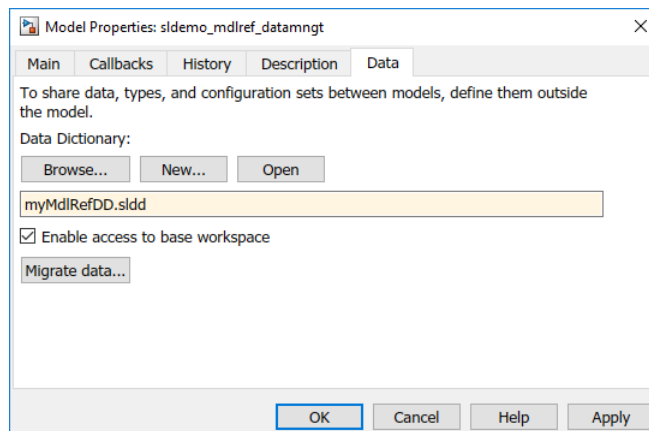 Model Properties: sldemo_mdlref_datamngt
Main Callbacks History Description Data
To share data, types, and configuration sets between models, define them outside
the model.
Data Dictionary:
Browse... New... Open
myMdlRefDD.sldd
Enable access to base workspace
Migrate data...
OK Cancel Help Apply